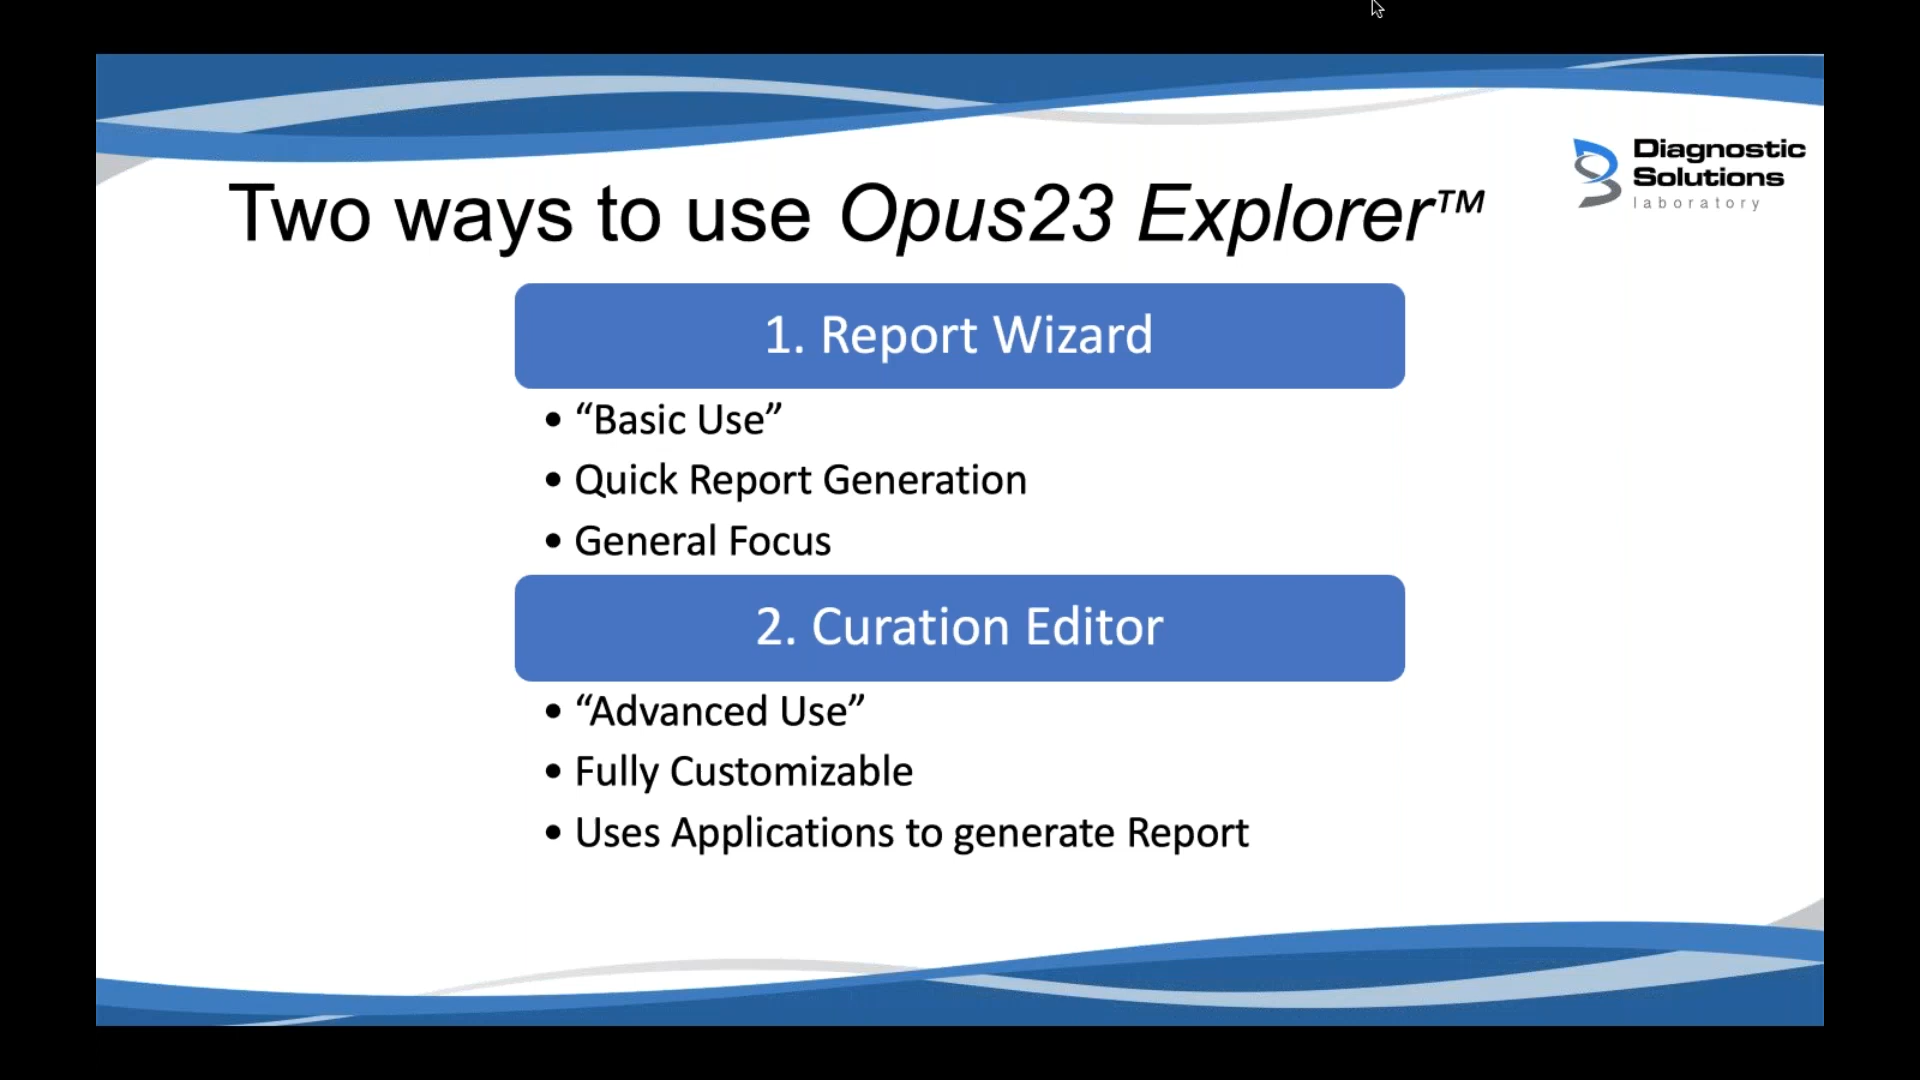 Diagnostic
Solutions
laboratory
Two ways to use Opus23 Explorer™
1. Report Wizard
• “Basic Use”
• Quick Report Generation
• General Focus
2. Curation Editor
• “Advanced Use”
• Fully Customizable
• Uses Applications to generate Report